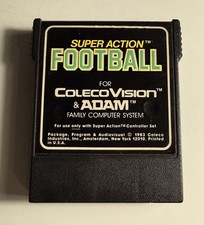 SUPER ACTION™
FOOTBALL
FOR
COLECOVISION™
& ADAM™
FAMILY COMPUTER SYSTEM
For use only with Super Action™ Controller Set
Package, Program & Audiovisual © 1983 Coleco
Industries, Inc., Amsterdam, New York 12010. Printed
in U.S.A.